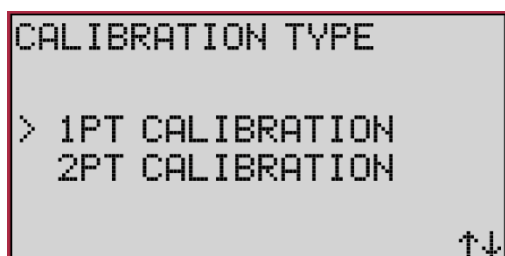 CALIBRATION TYPE
> 1PT CALIBRATION
2PT CALIBRATION
↑↓